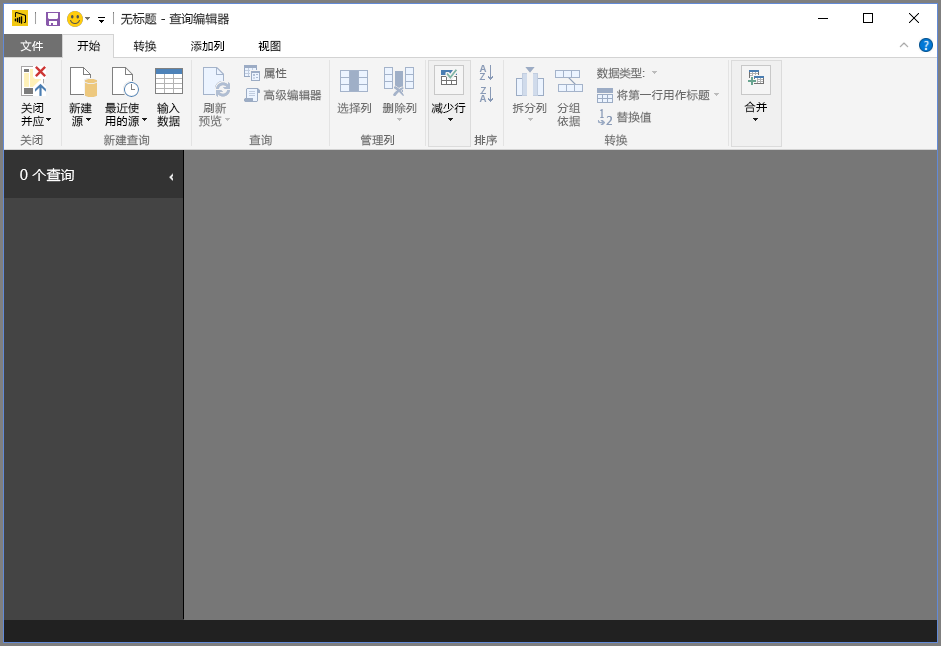 无标题 - 查询编辑器
文件 开始 转换 添加列 视图
关闭并应
新建源
最近使用的源
输入数据
刷新预览
属性
高级编辑器
选择列
删除列
减少行
拆分列
分组依据
数据类型:
将第一行用作标题
替换值
合并
关闭 新建查询 查询 管理列 排序 转换
0 个查询